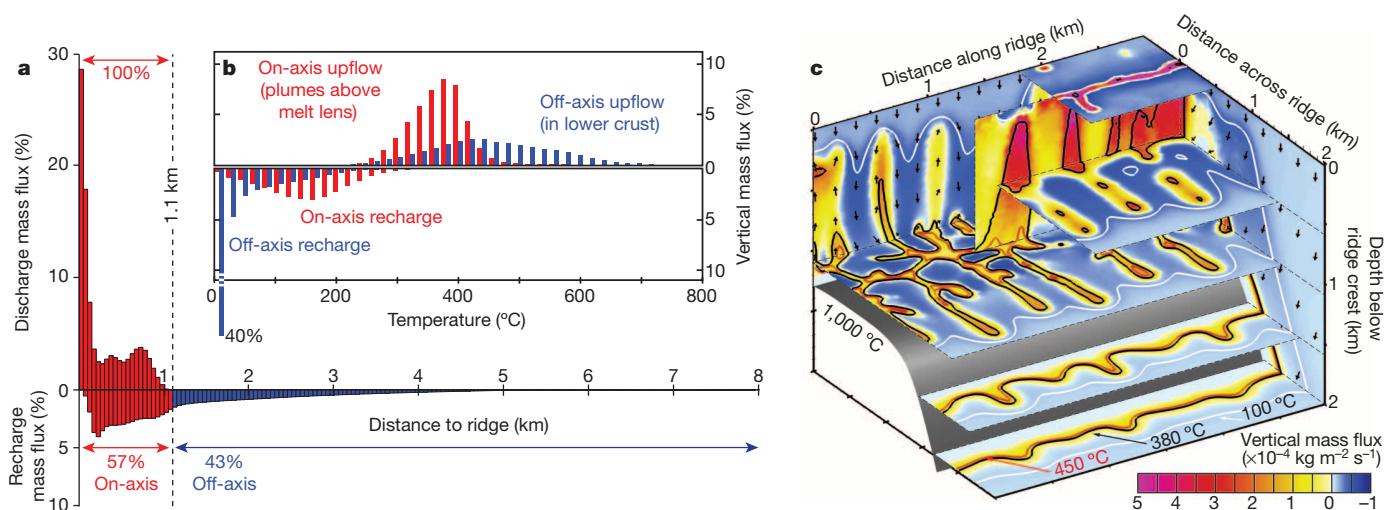 a
100%
30
20
10
0
5
10
Discharge mass flux (%)
Recharge
mass flux (%)
1.1 km
1
2
3
4
5
6
7
8
Distance to ridge (km)
57%
On-axis
43%
Off-axis
b
On-axis upflow
(plumes above
melt lens)
Off-axis upflow
(in lower crust)
On-axis recharge
Off-axis recharge
40%
10
5
0
5
10
Vertical mass flux (%)
0
200
400
600
800
Temperature (°C)
c
Distance along ridge (km)
0
1
2
Distance across ridge (km)
0
1
2
0
1
2
Depth below
ridge crest (km)
1,000 °C
100 °C
380 °C
450 °C
Vertical mass flux
(×10⁻⁴ kg m⁻² s⁻¹)
5 4 3 2 1 0 −1